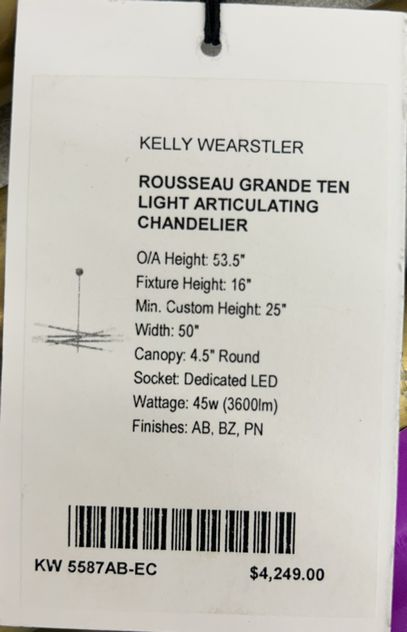 KELLY WEARSTLER
ROUSSEAU GRANDE TEN
LIGHT ARTICULATING
CHANDELIER
O/A Height: 53.5"
Fixture Height: 16"
Min. Custom Height: 25"
Width: 50"
Canopy: 4.5" Round
Socket: Dedicated LED
Wattage: 45w (3600lm)
Finishes: AB, BZ, PN
KW 5587AB-EC $4,249.00